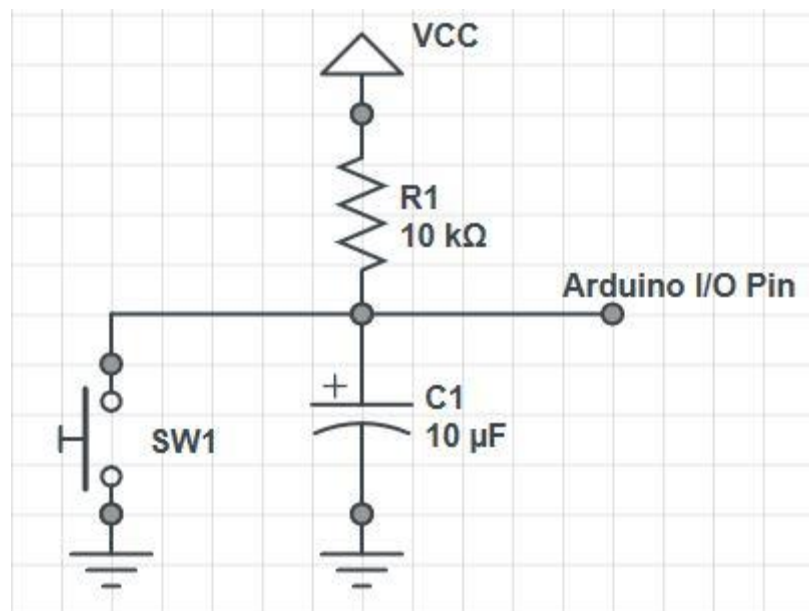 VCC
R1
10 kΩ
Arduino I/O Pin
+
C1
10 µF
SW1